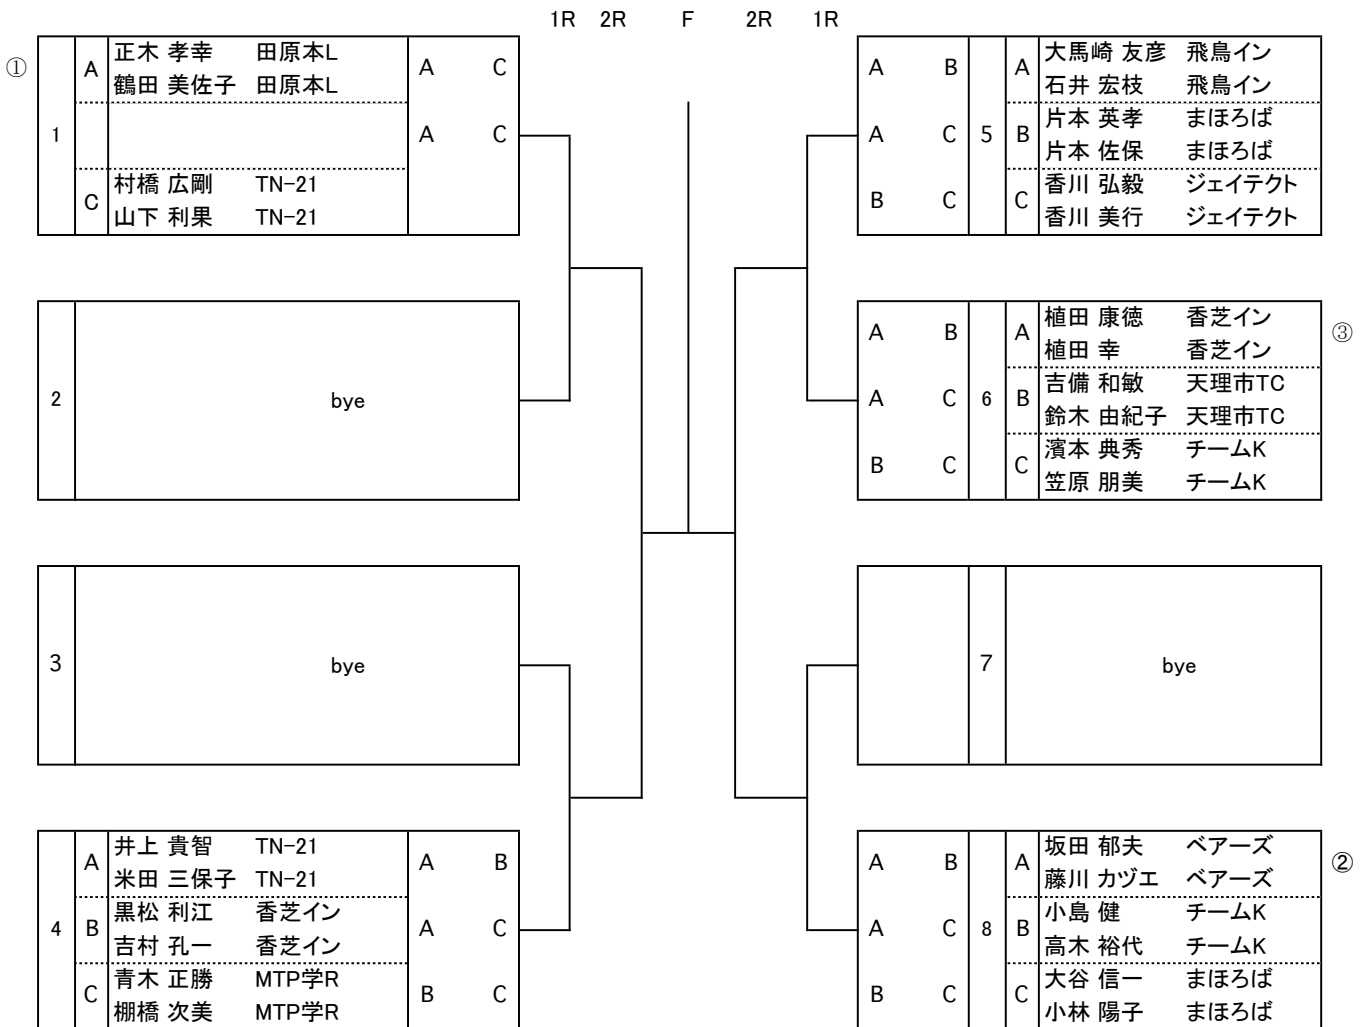 1R 2R F 2R 1R
①
1
A 正木 孝幸 田原本L
鶴田 美佐子 田原本L
C 村橋 広剛 TN-21
山下 利果 TN-21
A C
A C
2 bye
3 bye
4
A 井上 貴智 TN-21
米田 三保子 TN-21
B 黒松 利江 香芝イン
吉村 孔一 香芝イン
C 青木 正勝 MTP学R
棚橋 次美 MTP学R
A B
A C
B C
A B
A C
B C
5
A 大馬崎 友彦 飛鳥イン
石井 宏枝 飛鳥イン
B 片本 英孝 まほろば
片本 佐保 まほろば
C 香川 弘毅 ジェイテクト
香川 美行 ジェイテクト
A B
A C
B C
6
A 植田 康徳 香芝イン
植田 幸 香芝イン
B 吉備 和敏 天理市TC
鈴木 由紀子 天理市TC
C 濱本 典秀 チームK
笠原 朋美 チームK
③
7 bye
A B
A C
B C
8
A 坂田 郁夫 ベアーズ
藤川 カヅエ ベアーズ
B 小島 健 チームK
高木 裕代 チームK
C 大谷 信一 まほろば
小林 陽子 まほろば
②